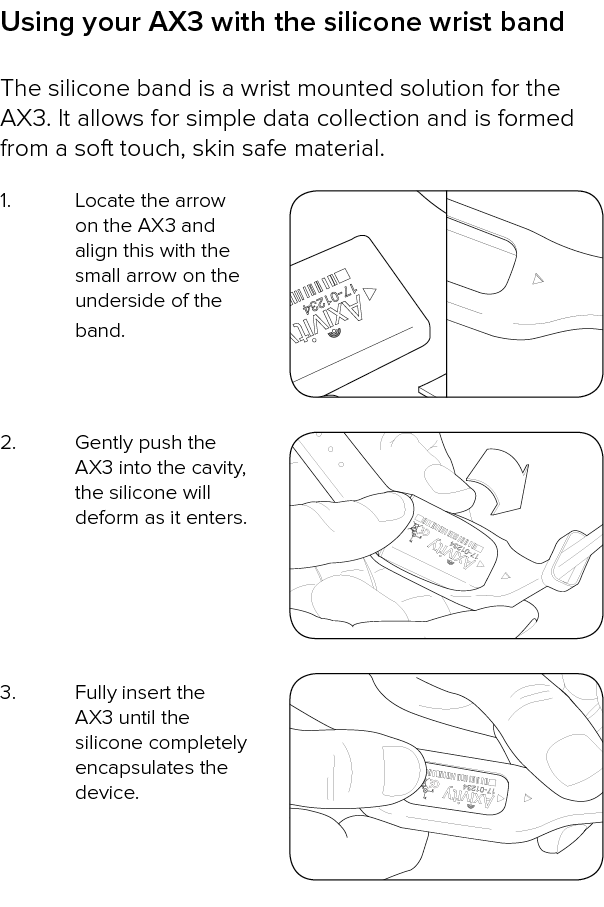 Using your AX3 with the silicone wrist band
The silicone band is a wrist mounted solution for the
AX3. It allows for simple data collection and is formed
from a soft touch, skin safe material.
1. Locate the arrow
on the AX3 and
align this with the
small arrow on the
underside of the
band.
17-01234
Axivity
2. Gently push the
AX3 into the cavity,
the silicone will
deform as it enters.
17-01234
Axivity
CE
3. Fully insert the
AX3 until the
silicone completely
encapsulates the
device.
17-01234
Axivity
CE